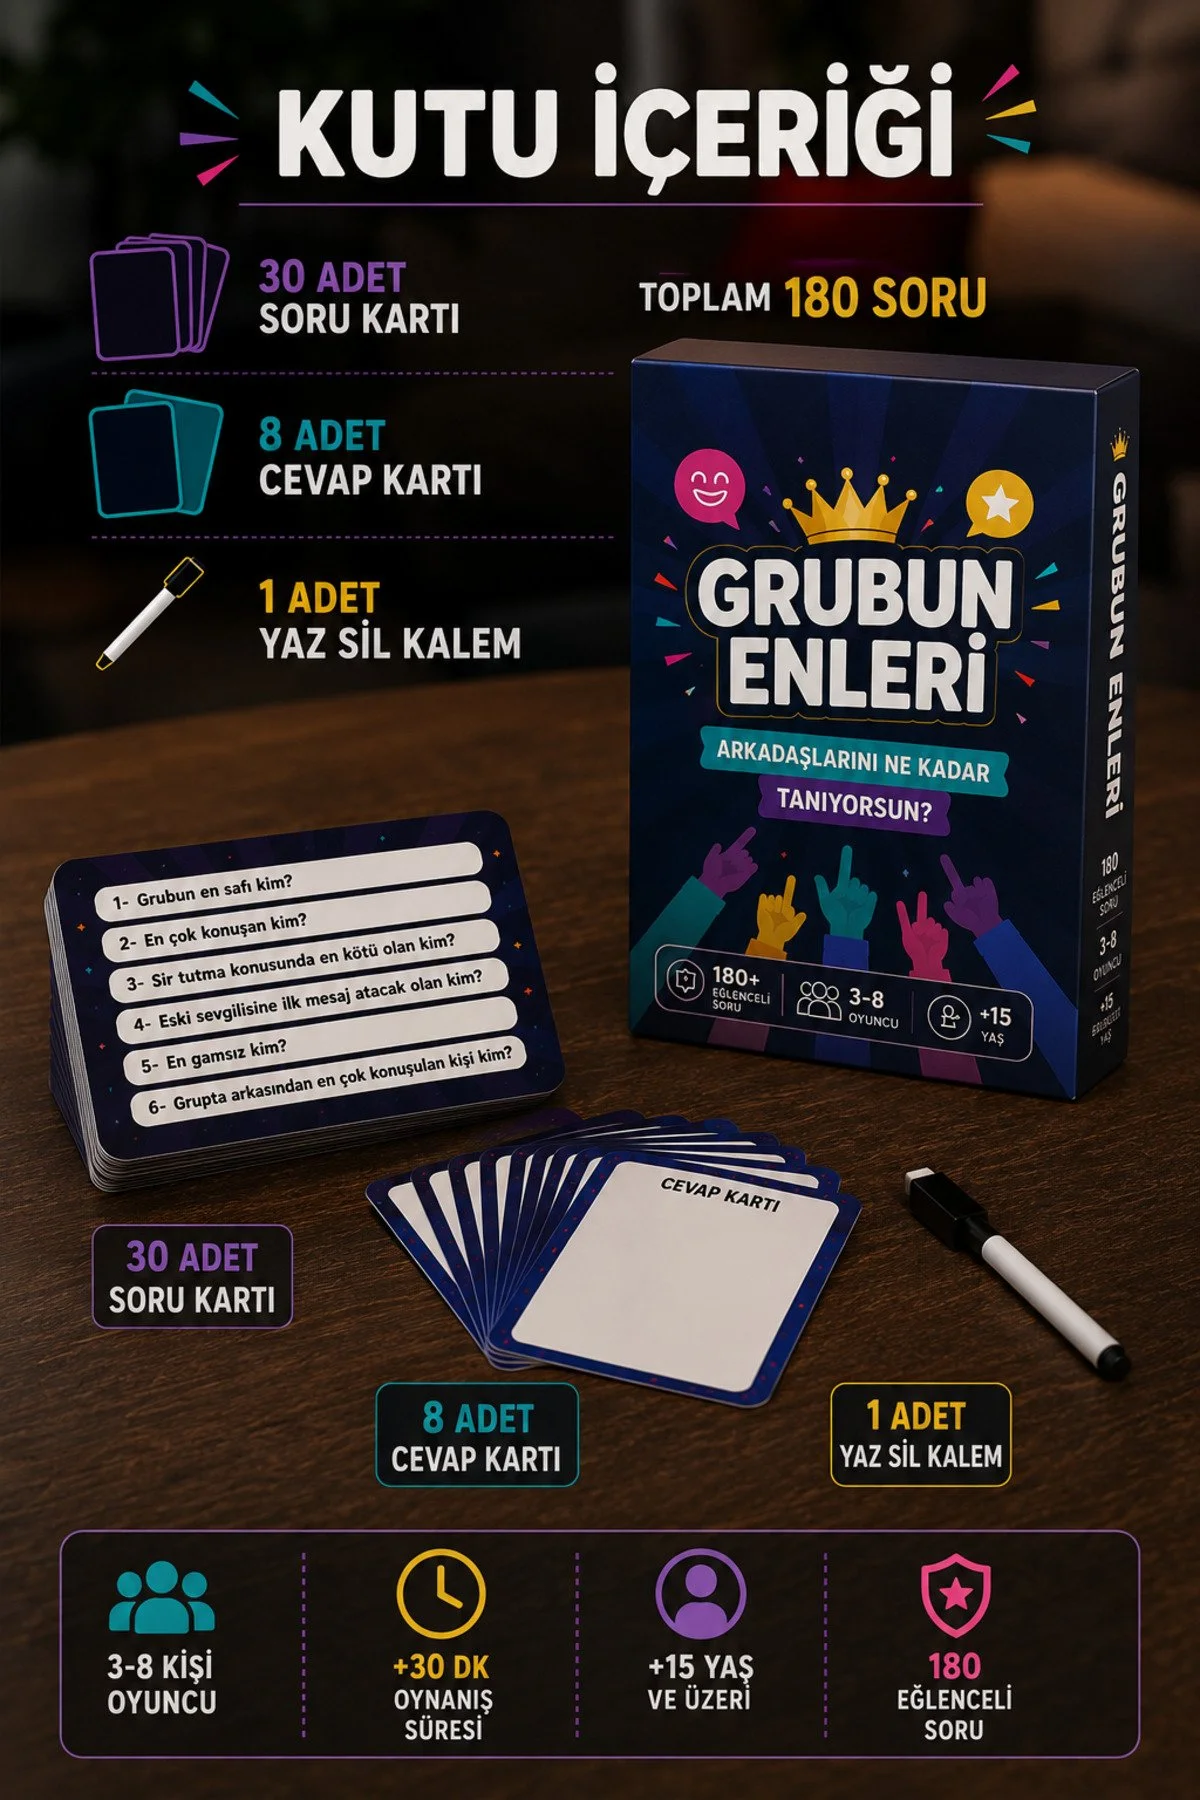 KUTU İÇERİĞİ
30 ADET
SORU KARTI
TOPLAM 180 SORU
8 ADET
CEVAP KARTI
1 ADET
YAZ SİL KALEM
GRUBUN
ENLERİ
ARKADAŞLARINI NE KADAR
TANIYORSUN?
180+
EĞLENCELİ
SORU
3-8
OYUNCU
+15
YAŞ
GRUBUN ENLERİ
180
EĞLENCELİ
SORU
3-8
OYUNCU
+15
YAŞ
1- Grubun en safı kim?
2- En çok konuşan kim?
3- Sir tutma konusunda en kötü olan kim?
4- Eski sevgilisine ilk mesaj atacak olan kim?
5- En gamsız kim?
6- Grupta arkasından en çok konuşulan kişi kim?
CEVAP KARTI
30 ADET
SORU KARTI
8 ADET
CEVAP KARTI
1 ADET
YAZ SİL KALEM
3-8 KİŞİ
OYUNCU
+30 DK
OYNANIŞ
SÜRESİ
+15 YAŞ
VE ÜZERİ
180
EĞLENCELİ
SORU